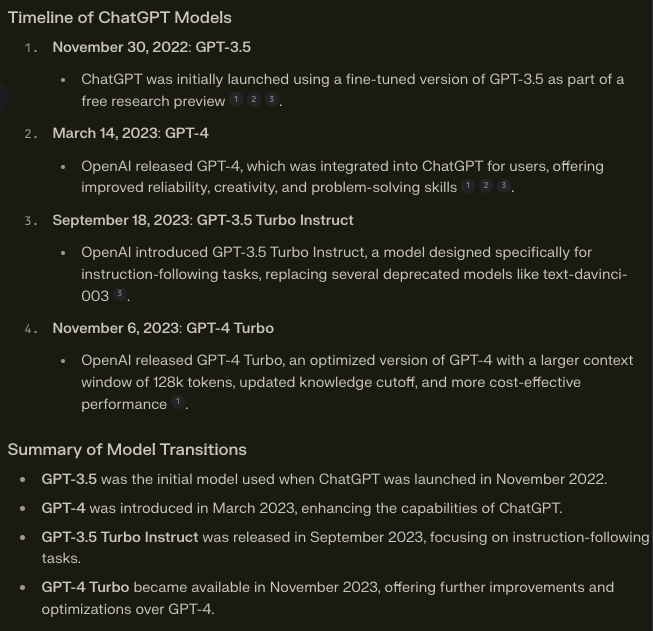 Timeline of ChatGPT Models
1. November 30, 2022: GPT-3.5
• ChatGPT was initially launched using a fine-tuned version of GPT-3.5 as part of a
free research preview 1 2 3 .
2. March 14, 2023: GPT-4
• OpenAI released GPT-4, which was integrated into ChatGPT for users, offering
improved reliability, creativity, and problem-solving skills 1 2 3 .
3. September 18, 2023: GPT-3.5 Turbo Instruct
• OpenAI introduced GPT-3.5 Turbo Instruct, a model designed specifically for
instruction-following tasks, replacing several deprecated models like text-davinci-
003 3 .
4. November 6, 2023: GPT-4 Turbo
• OpenAI released GPT-4 Turbo, an optimized version of GPT-4 with a larger context
window of 128k tokens, updated knowledge cutoff, and more cost-effective
performance 1 .
Summary of Model Transitions
• GPT-3.5 was the initial model used when ChatGPT was launched in November 2022.
• GPT-4 was introduced in March 2023, enhancing the capabilities of ChatGPT.
• GPT-3.5 Turbo Instruct was released in September 2023, focusing on instruction-following
tasks.
• GPT-4 Turbo became available in November 2023, offering further improvements and
optimizations over GPT-4.